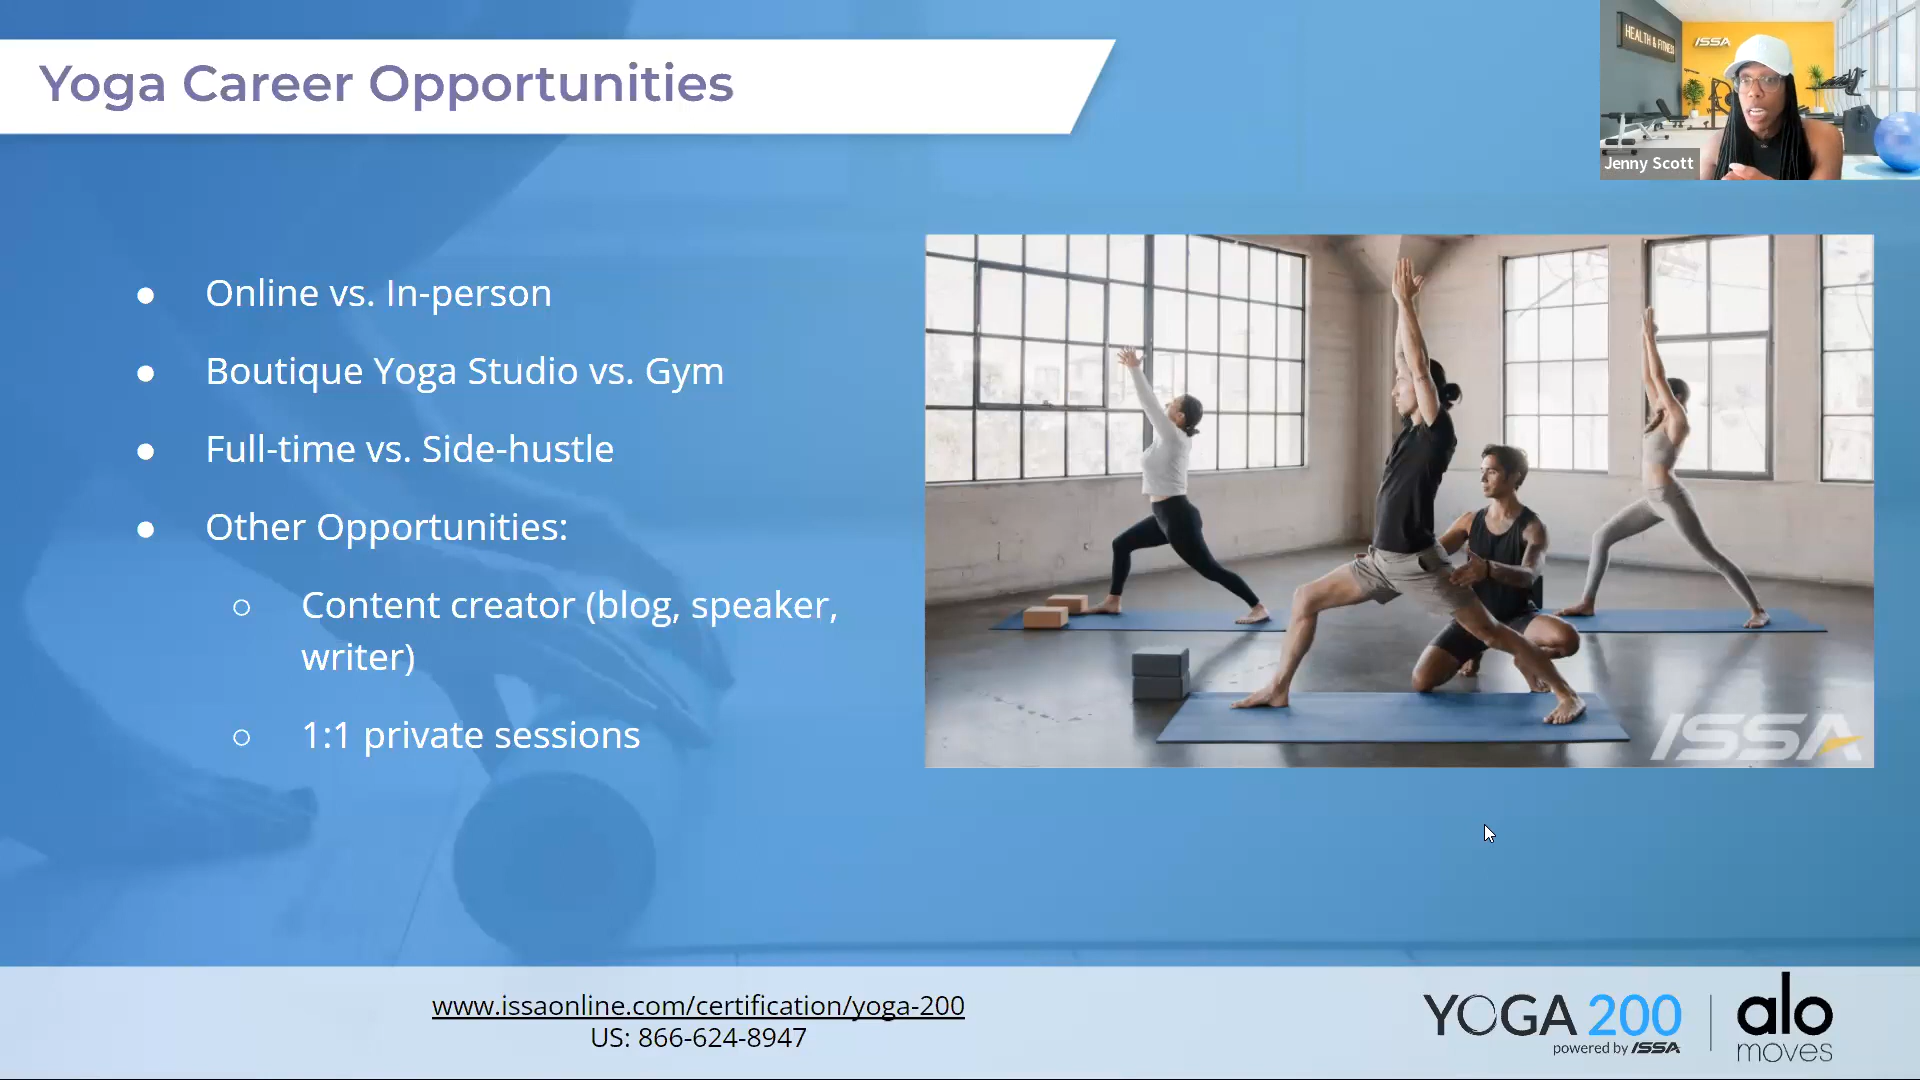 Yoga Career Opportunities
HEALTH & FITNESS
ISSA
Jenny Scott
● Online vs. In-person
● Boutique Yoga Studio vs. Gym
● Full-time vs. Side-hustle
● Other Opportunities:
○ Content creator (blog, speaker,
writer)
○ 1:1 private sessions
ISSA
www.issaonline.com/certification/yoga-200
US: 866-624-8947
YOGA 200
powered by ISSA
alo
moves